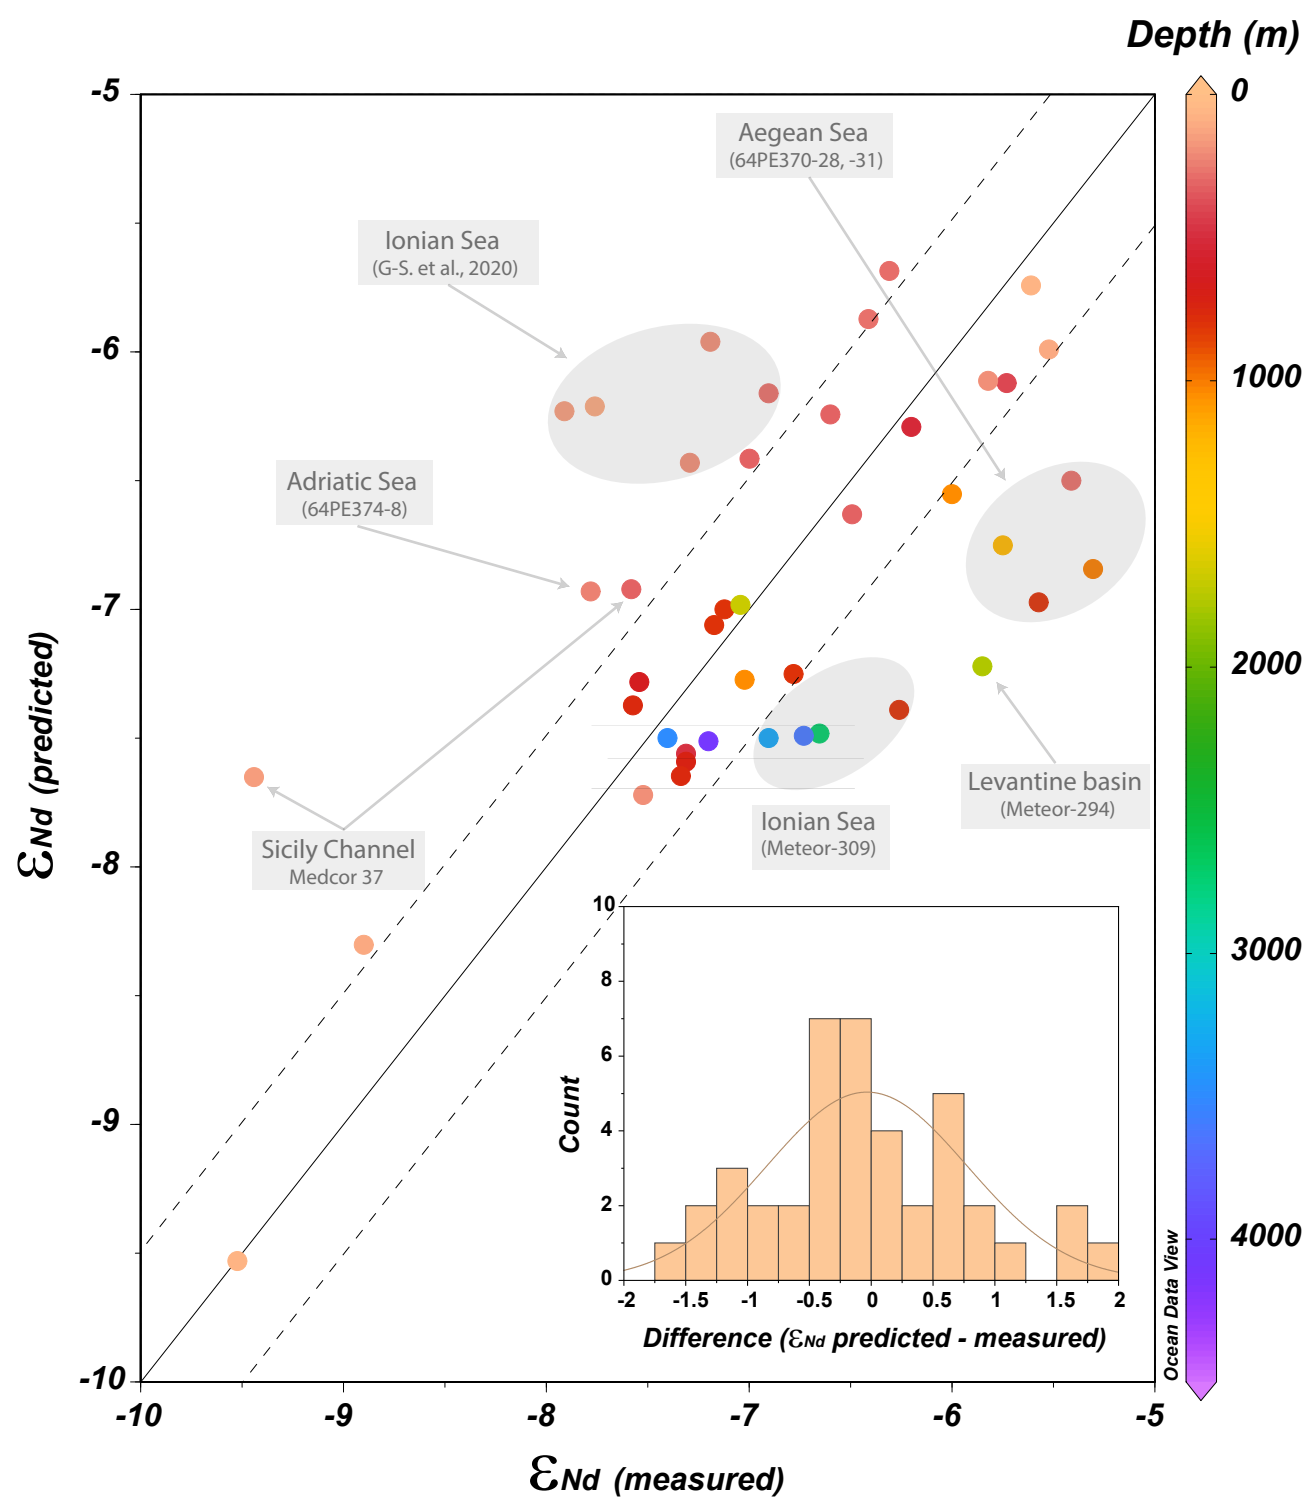 Depth (m)
-5
-6
-7
-8
-9
-10
εNd (predicted)
-10
-9
-8
-7
-6
-5
εNd (measured)
Aegean Sea
(64PE370-28, -31)
Ionian Sea
(G-S. et al., 2020)
Adriatic Sea
(64PE374-8)
Sicily Channel
Medcor 37
Levantine basin
(Meteor-294)
Ionian Sea
(Meteor-309)
10
8
6
4
2
0
Count
-2
-1.5
-1
-0.5
0
0.5
1
1.5
2
Difference (εNd predicted - measured)
Ocean Data View
0
1000
2000
3000
4000